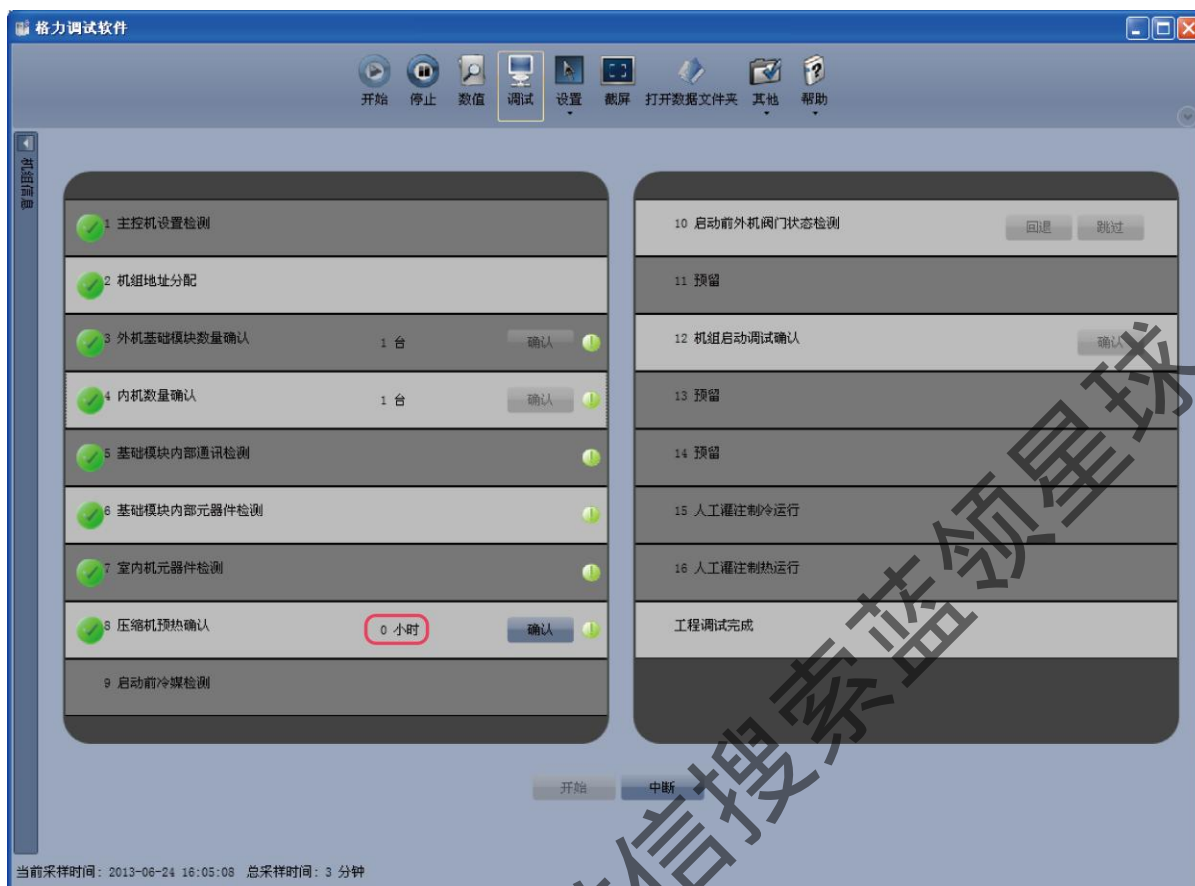 格力调试软件
开始 停止 数值 调试 设置 截屏 打开数据文件夹 其他 帮助
机组信息
1 主控机设置检测
2 机组地址分配
3 外机基础模块数量确认 1 台 确认
4 内机数量确认 1 台 确认
5 基础模块内部通讯检测
6 基础模块内部元器件检测
7 室内机元器件检测
8 压缩机预热确认 0 小时 确认
9 启动前冷媒检测
10 启动前外机阀门状态检测 回退 跳过
11 预留
12 机组启动调试确认 确认
13 预留
14 预留
15 人工灌注制冷运行
16 人工灌注制热运行
工程调试完成
开始 中断
当前采样时间: 2013-06-24 16:05:08 总采样时间: 3 分钟
信搜索蓝领星球